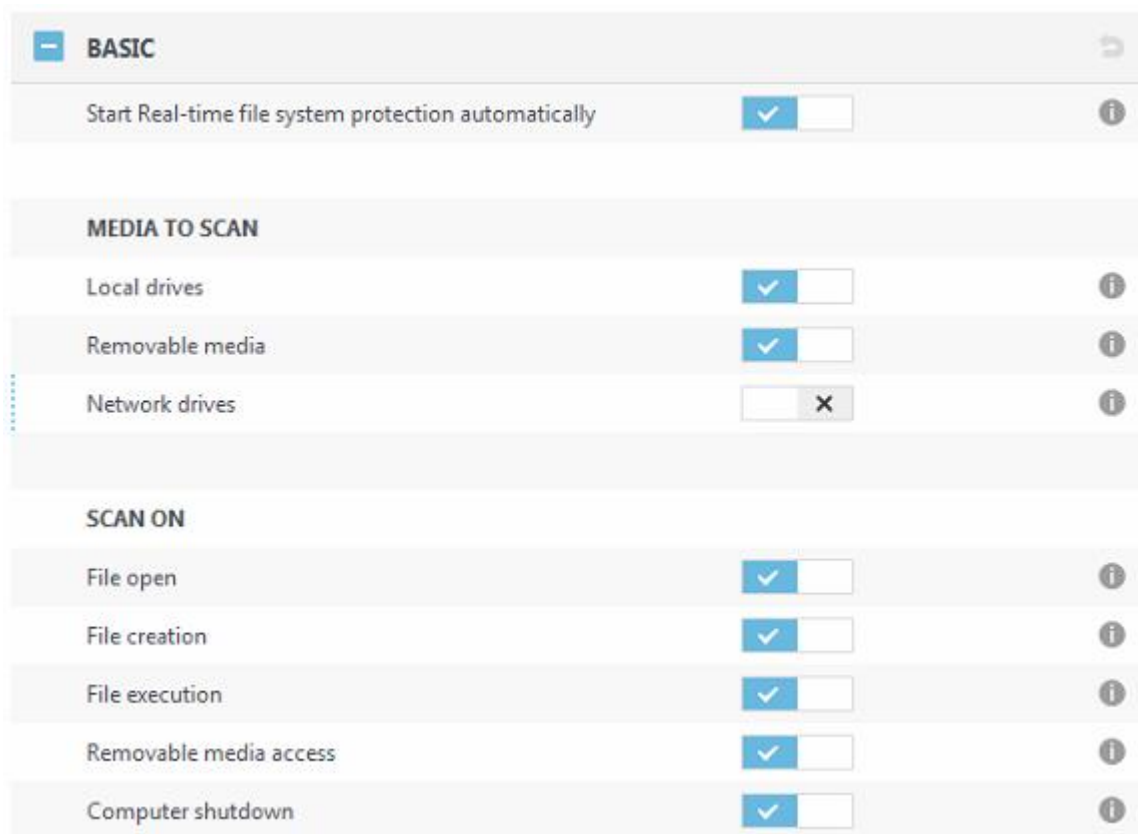 BASIC
Start Real-time file system protection automatically
MEDIA TO SCAN
Local drives
Removable media
Network drives
SCAN ON
File open
File creation
File execution
Removable media access
Computer shutdown